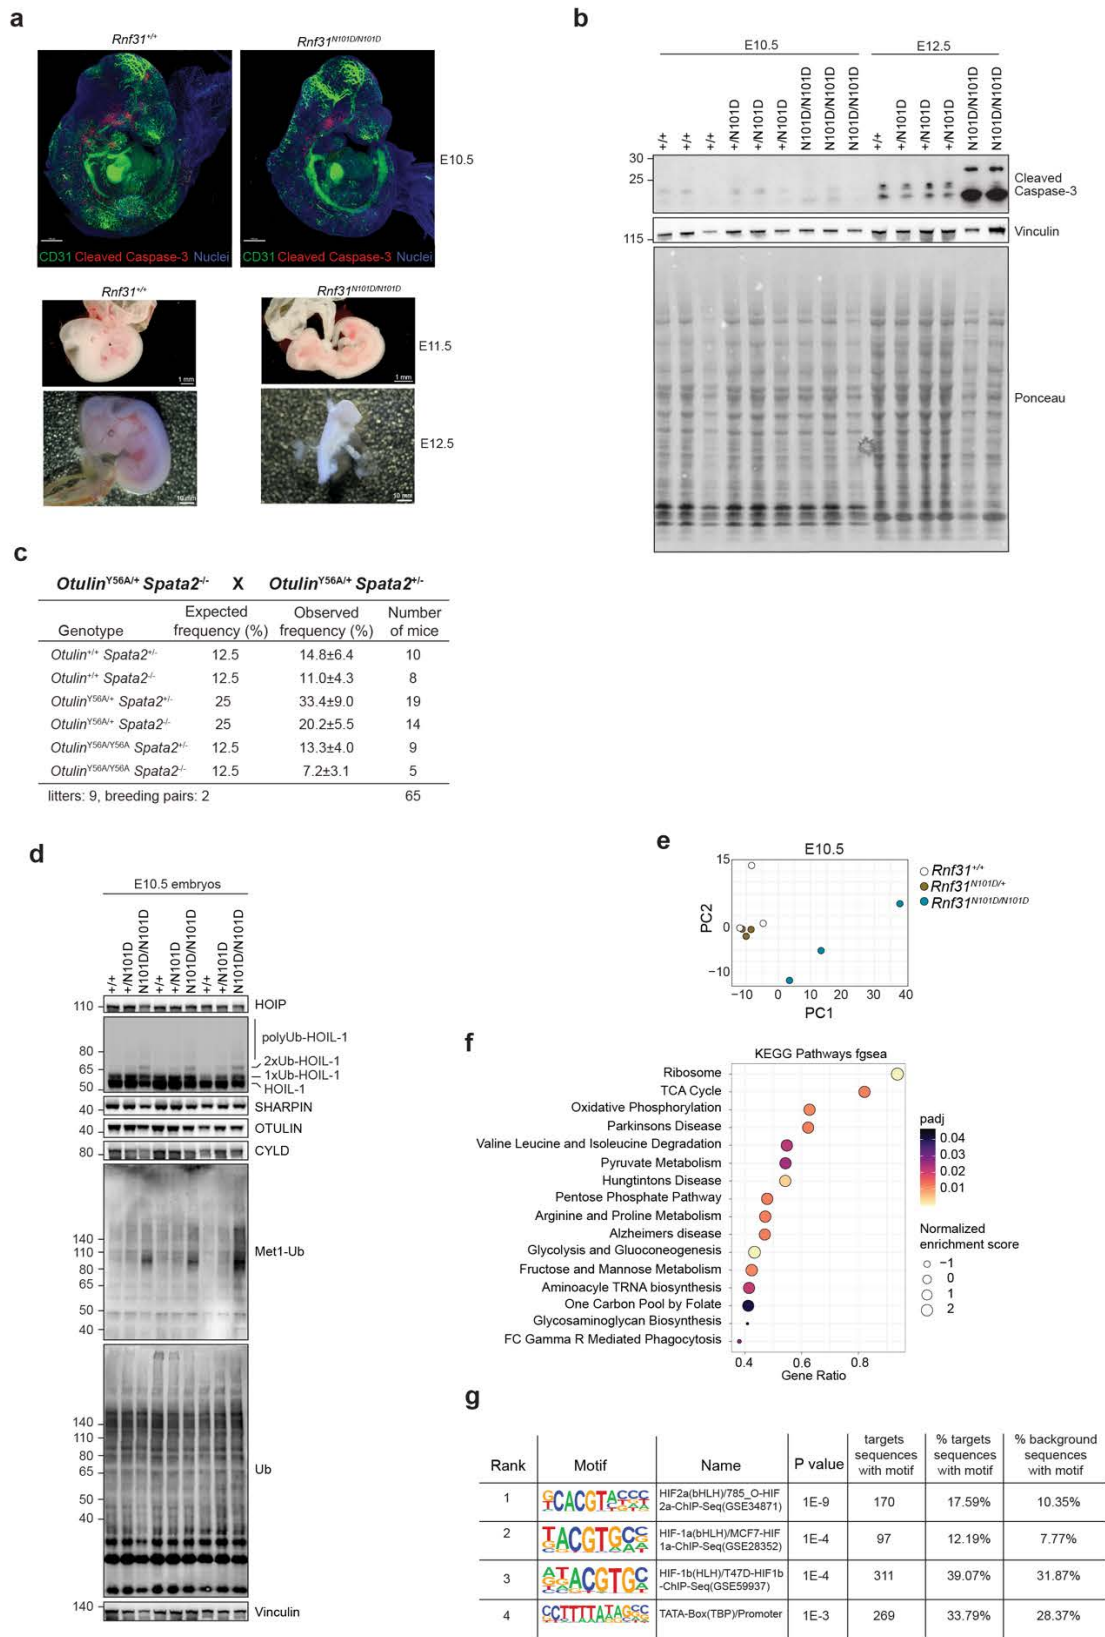 a
Rnf31+/+
Rnf31N101D/N101D
E10.5
CD31 Cleaved Caspase-3 Nuclei
CD31 Cleaved Caspase-3 Nuclei
Rnf31+/+
Rnf31N101D/N101D
E11.5
1 mm
1 mm
E12.5
10 mm
10 mm
b
E10.5
E12.5
+/+
+/+
+/+
+/N101D
+/N101D
+/N101D
N101D/N101D
N101D/N101D
N101D/N101D
+/+
+/N101D
+/+
+/N101D
N101D/N101D
N101D/N101D
30
25
Cleaved
Caspase-3
115
Vinculin
Ponceau
c
OtulinY56A/+ Spata2-/- X OtulinY56A/+ Spata2+/-
Genotype Expected frequency (%) Observed frequency (%) Number of mice
Otulin+/+ Spata2+/- 12.5 14.8±6.4 10
Otulin+/+ Spata2-/- 12.5 11.0±4.3 8
OtulinY56A/+ Spata2+/- 25 33.4±9.0 19
OtulinY56A/+ Spata2-/- 25 20.2±5.5 14
OtulinY56A/Y56A Spata2+/- 12.5 13.3±4.0 9
OtulinY56A/Y56A Spata2-/- 12.5 7.2±3.1 5
litters: 9, breeding pairs: 2 65
d
E10.5 embryos
+/+
+/N101D
N101D/N101D
+/+
+/N101D
N101D/N101D
+/+
+/N101D
N101D/N101D
110
HOIP
polyUb-HOIL-1
80
65
2xUb-HOIL-1
1xUb-HOIL-1
50
HOIL-1
40
SHARPIN
40
OTULIN
80
CYLD
140
110
80
65
50
40
Met1-Ub
140
110
80
65
50
40
Ub
140
Vinculin
e
E10.5
15
0
−10
PC2
−10 0 10 20 30 40
PC1
Rnf31+/+
Rnf31N101D/+
Rnf31N101D/N101D
f
KEGG Pathways fgsea
Ribosome
TCA Cycle
Oxidative Phosphorylation
Parkinsons Disease
Valine Leucine and Isoleucine Degradation
Pyruvate Metabolism
Hungtintons Disease
Pentose Phosphate Pathway
Arginine and Proline Metabolism
Alzheimers disease
Glycolysis and Gluoconeogenesis
Fructose and Mannose Metabolism
Aminoacyle TRNA biosynthesis
One Carbon Pool by Folate
Glycosaminoglycan Biosynthesis
FC Gamma R Mediated Phagocytosis
0.4 0.6 0.8
Gene Ratio
padj
0.04
0.03
0.02
0.01
Normalized
enrichment score
−1
0
1
2
g
Rank Motif Name P value targets sequences with motif % targets sequences with motif % background sequences with motif
1 HIF2a(bHLH)/785_O-HIF 2a-ChIP-Seq(GSE34871) 1E-9 170 17.59% 10.35%
2 HIF-1a(bHLH)/MCF7-HIF 1a-ChIP-Seq(GSE28352) 1E-4 97 12.19% 7.77%
3 HIF-1b(HLH)/T47D-HIF1b -ChIP-Seq(GSE59937) 1E-4 311 39.07% 31.87%
4 TATA-Box(TBP)/Promoter 1E-3 269 33.79% 28.37%